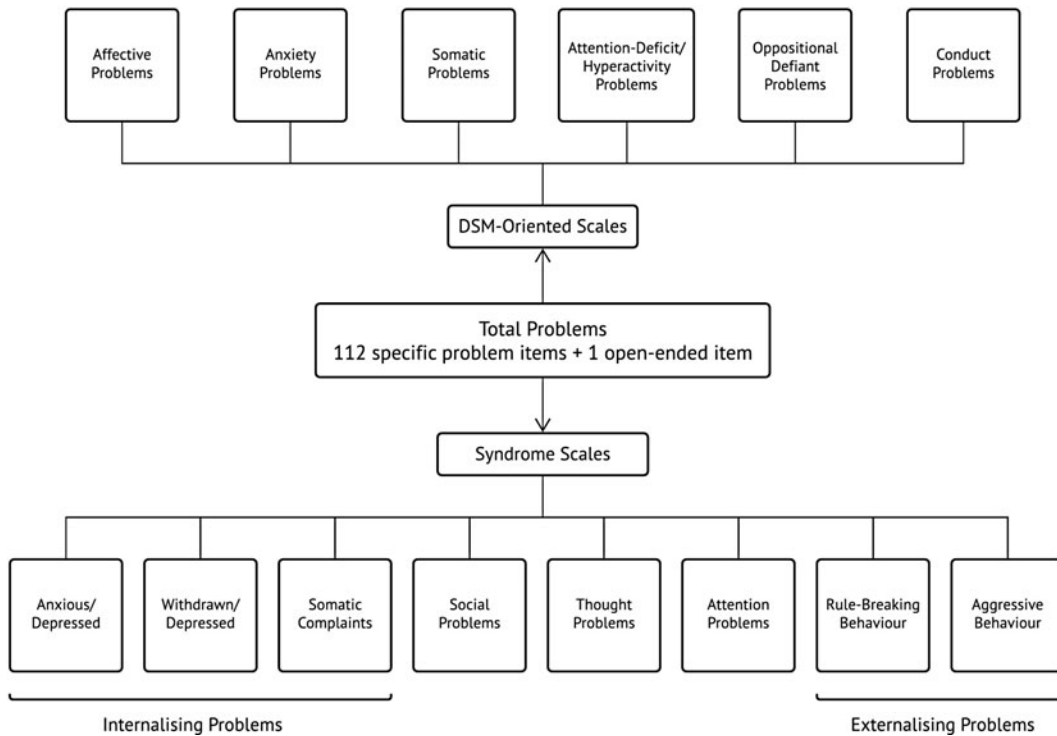 Affective
Problems
Anxiety
Problems
Somatic
Problems
Attention-Deficit/
Hyperactivity
Problems
Oppositional
Defiant
Problems
Conduct
Problems
DSM-Oriented Scales
Total Problems
112 specific problem items + 1 open-ended item
Syndrome Scales
Anxious/
Depressed
Withdrawn/
Depressed
Somatic
Complaints
Social
Problems
Thought
Problems
Attention
Problems
Rule-Breaking
Behaviour
Aggressive
Behaviour
Internalising Problems
Externalising Problems